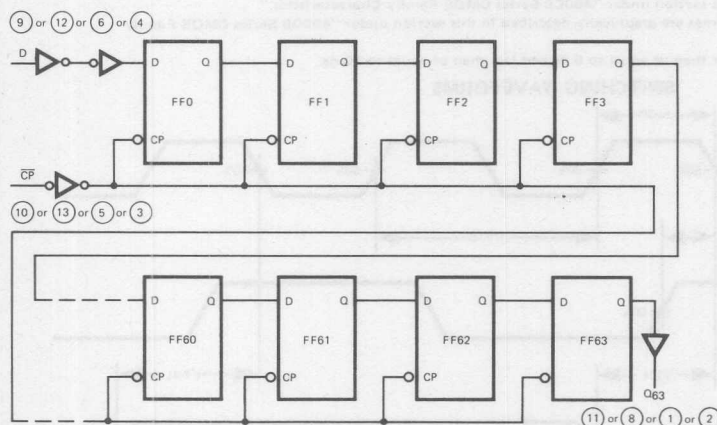 9 or 12 or 6 or 4
D
D Q D Q D Q D Q
FF0 FF1 FF2 FF3
CP CP CP CP
CP
10 or 13 or 5 or 3
D Q D Q D Q D Q
FF60 FF61 FF62 FF63
CP CP CP CP
Q63
11 or 8 or 1 or 2